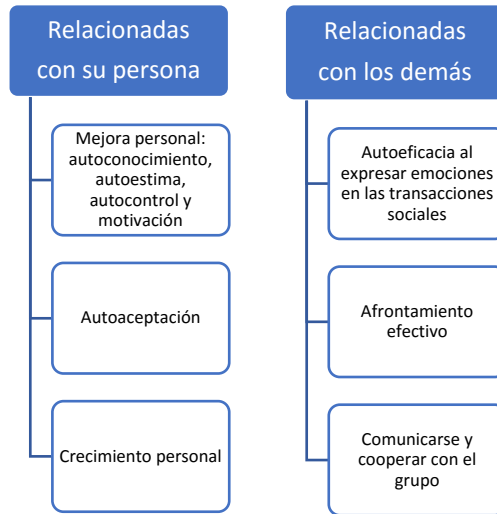 Relacionadas
con su persona
Mejora personal:
autoconocimiento,
autoestima,
autocontrol y
motivación
Autoaceptación
Crecimiento personal
Relacionadas
con los demás
Autoeficacia al
expresar emociones
en las transacciones
sociales
Afrontamiento
efectivo
Comunicarse y
cooperar con el
grupo